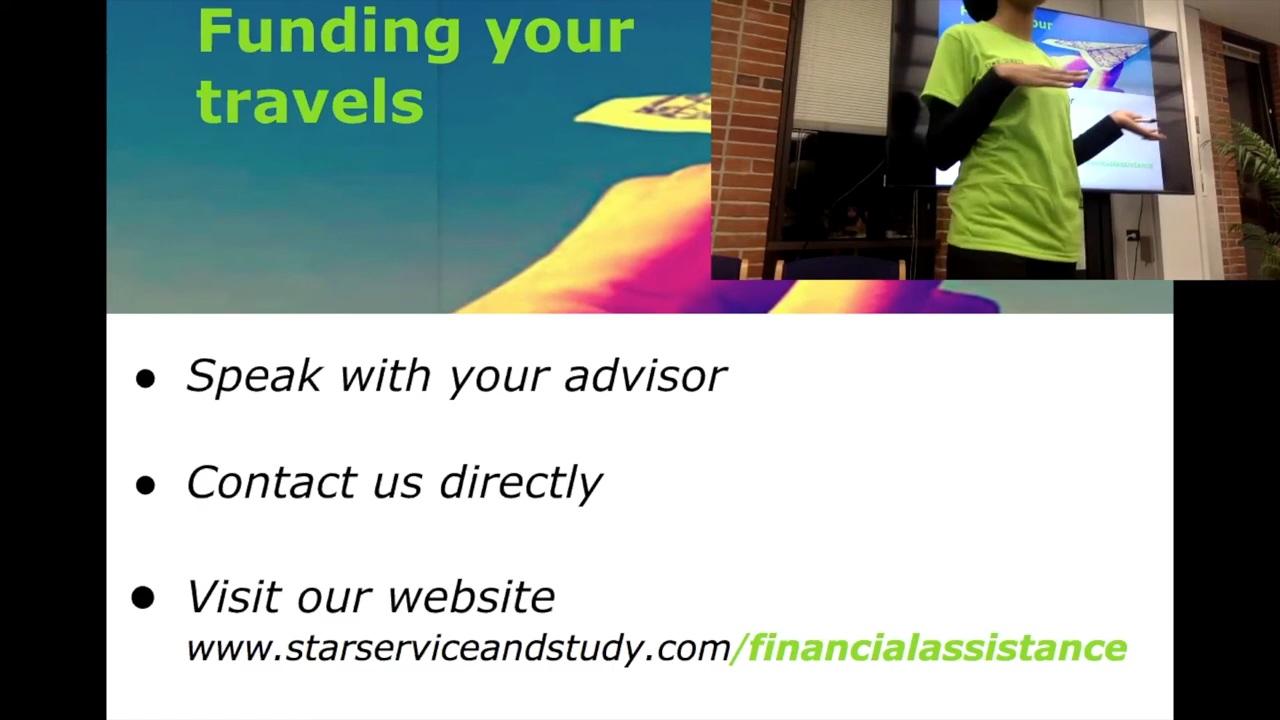 Funding your
travels
• Speak with your advisor
• Contact us directly
• Visit our website
www.starserviceandstudy.com/financialassistance